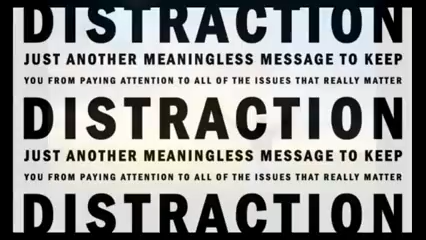 DISTRACTION
JUST ANOTHER MEANINGLESS MESSAGE TO KEEP
YOU FROM PAYING ATTENTION TO ALL OF THE ISSUES THAT REALLY MATTER
DISTRACTION
JUST ANOTHER MEANINGLESS MESSAGE TO KEEP
YOU FROM PAYING ATTENTION TO ALL OF THE ISSUES THAT REALLY MATTER
DISTRACTION